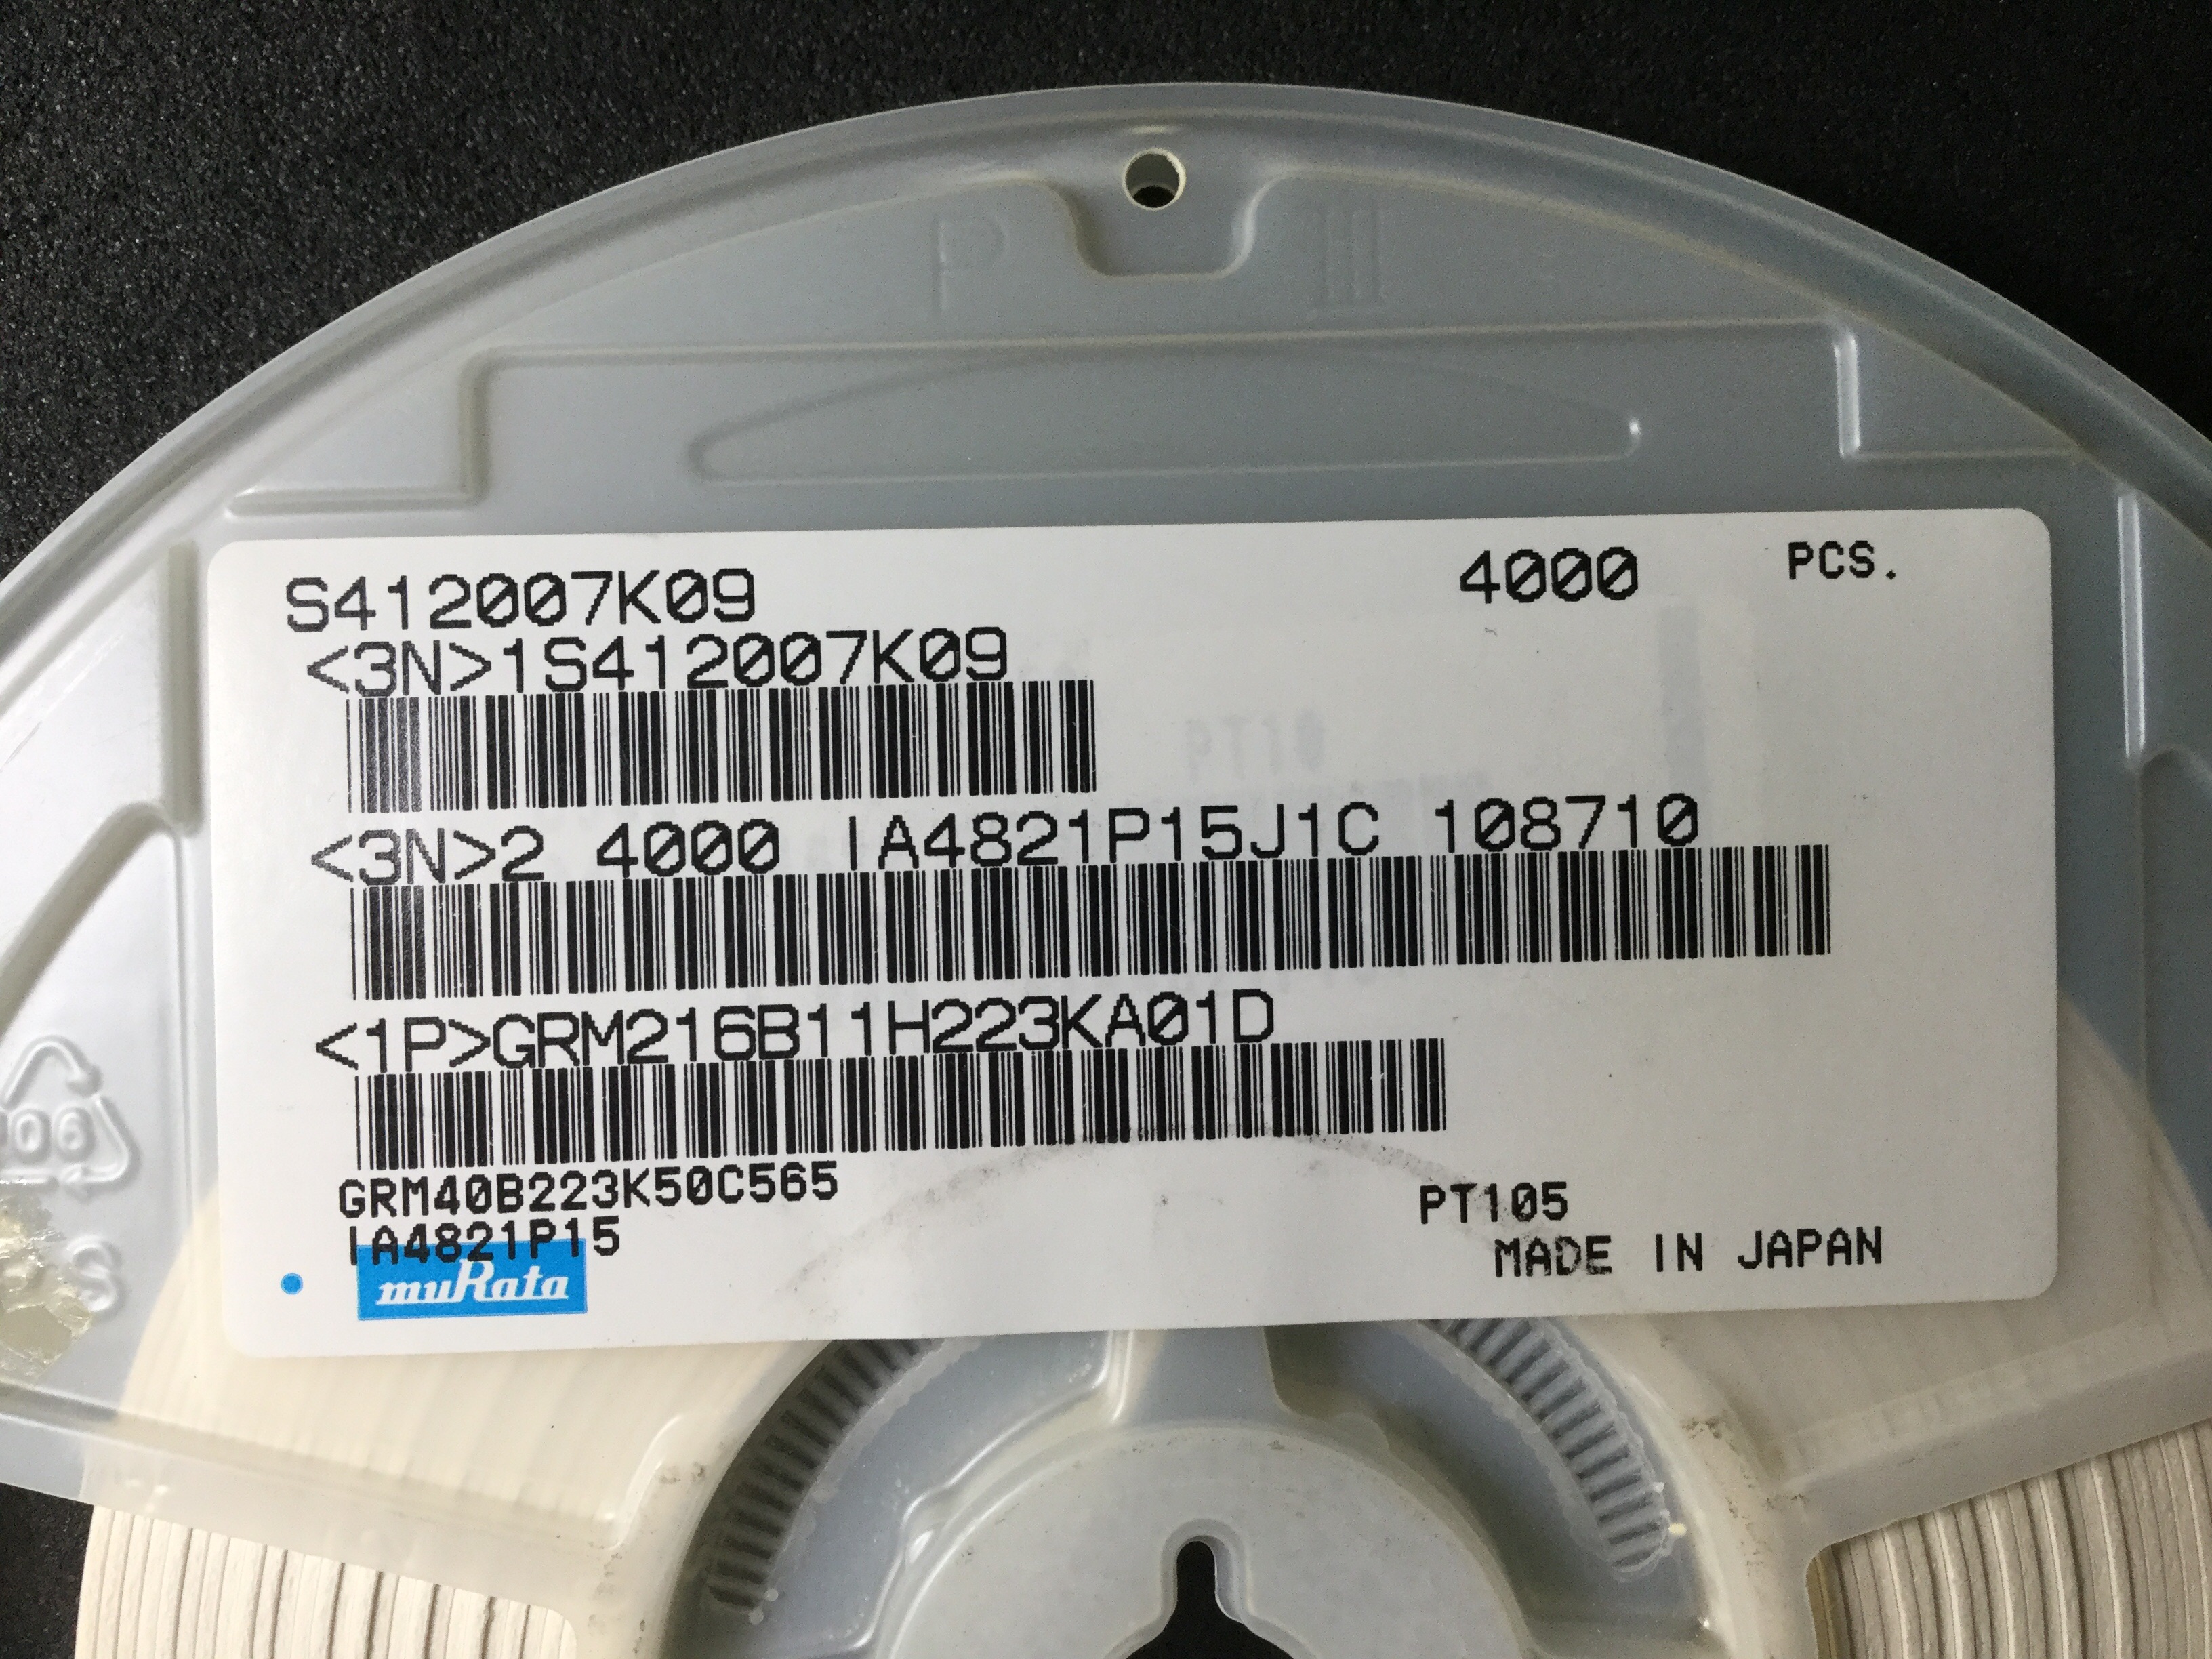 S412007K09 4000 PCS.
<3N>1S412007K09
<3N>2 4000 IA4821P15J1C 108710
<1P>GRM216B11H223KA01D
GRM40B223K50C565
IA4821P15
PT105
MADE IN JAPAN
muRata